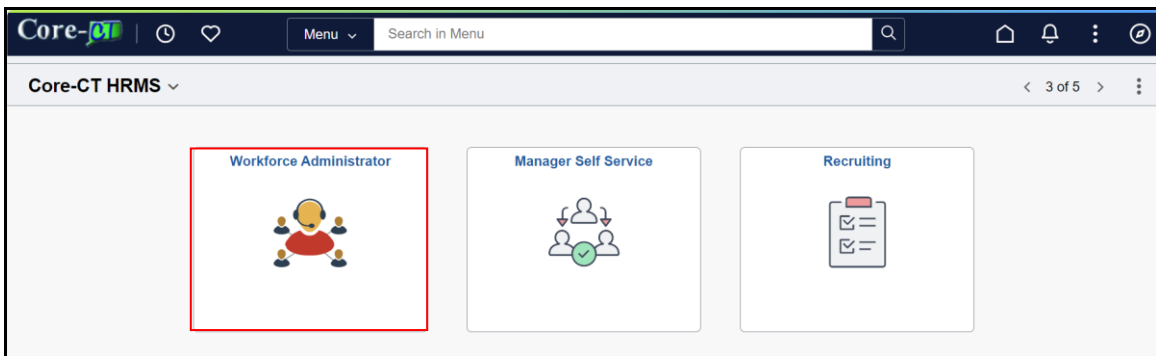 Core-CT
Menu
Search in Menu
Core-CT HRMS
3 of 5
Workforce Administrator
Manager Self Service
Recruiting